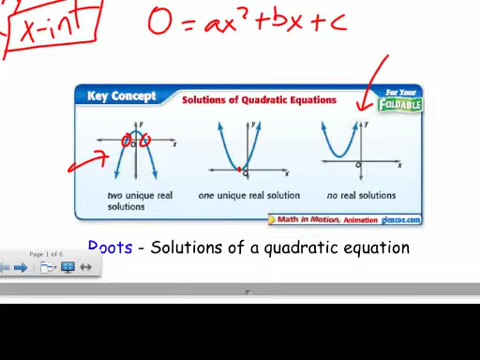 x-int
0 = ax² + bx + c
Key Concept
Solutions of Quadratic Equations
For Your
FOLDABLE
y
y
y
O
x
O
x
O
x
two unique real
solutions
one unique real solution
no real solutions
Math in Motion, Animation glencoe.com
Roots - Solutions of a quadratic equation
Page 1 of 6